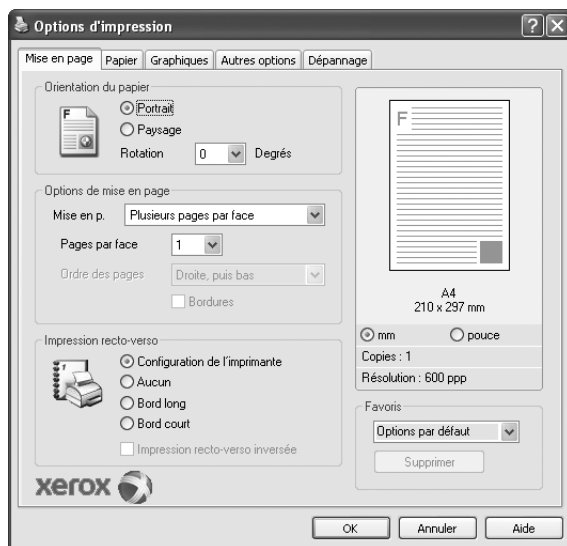 Options d'impression
Mise en page
Papier
Graphiques
Autres options
Dépannage
Orientation du papier
F
Portrait
Paysage
Rotation
0
Degrés
Options de mise en page
Mise en p.
Plusieurs pages par face
Pages par face
1
Ordre des pages
Droite, puis bas
Bordures
Impression recto-verso
Configuration de l'imprimante
Aucun
Bord long
Bord court
Impression recto-verso inversée
xerox
F
A4
210 x 297 mm
mm
pouce
Copies : 1
Résolution : 600 ppp
Favoris
Options par défaut
Supprimer
OK
Annuler
Aide